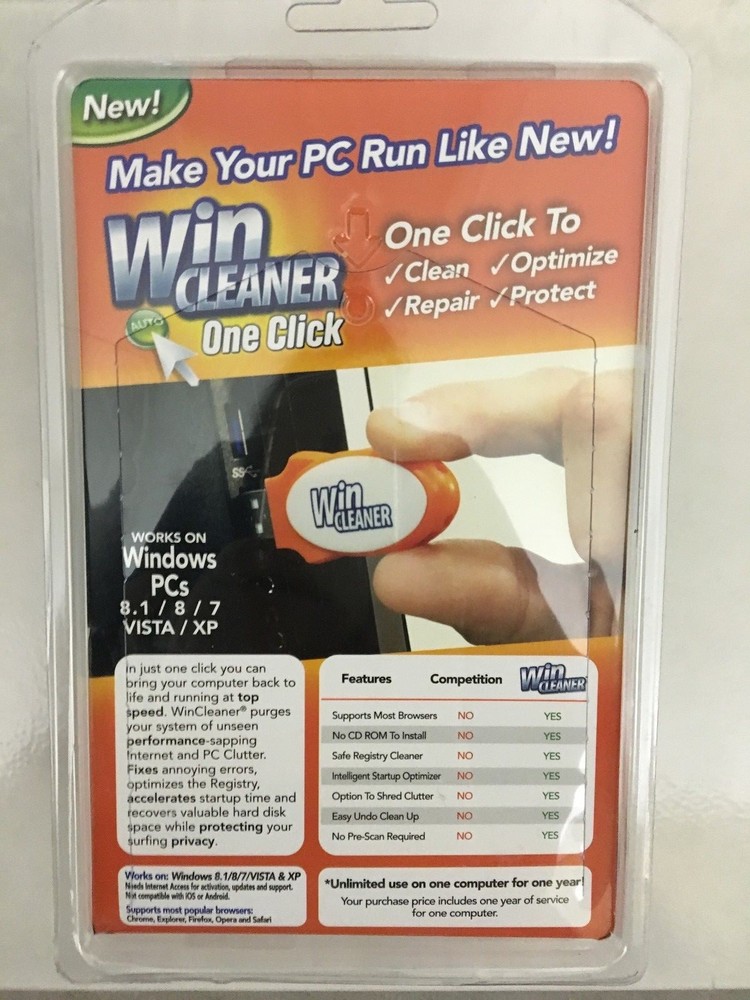 New!
Make Your PC Run Like New!
Win
CLEANER
AUTO
One Click
One Click To
✓Clean ✓Optimize
✓Repair ✓Protect
SS
Win
CLEANER
WORKS ON
Windows
PCs
8.1 / 8 / 7
VISTA / XP
In just one click you can
bring your computer back to
life and running at top
speed. WinCleaner® purges
your system of unseen
performance-sapping
Internet and PC Clutter.
Fixes annoying errors,
optimizes the Registry,
accelerates startup time and
recovers valuable hard disk
space while protecting your
surfing privacy.
Features Competition Win CLEANER
Supports Most Browsers NO YES
No CD ROM To Install NO YES
Safe Registry Cleaner NO YES
Intelligent Startup Optimizer NO YES
Option To Shred Clutter NO YES
Easy Undo Clean Up NO YES
No Pre-Scan Required NO YES
Works on: Windows 8.1/8/7/VISTA & XP
Needs Internet Access for activation, updates and support.
Not compatible with iOS or Android.
Supports most popular browsers:
Chrome, Explorer, Firefox, Opera and Safari
*Unlimited use on one computer for one year!
Your purchase price includes one year of service
for one computer.